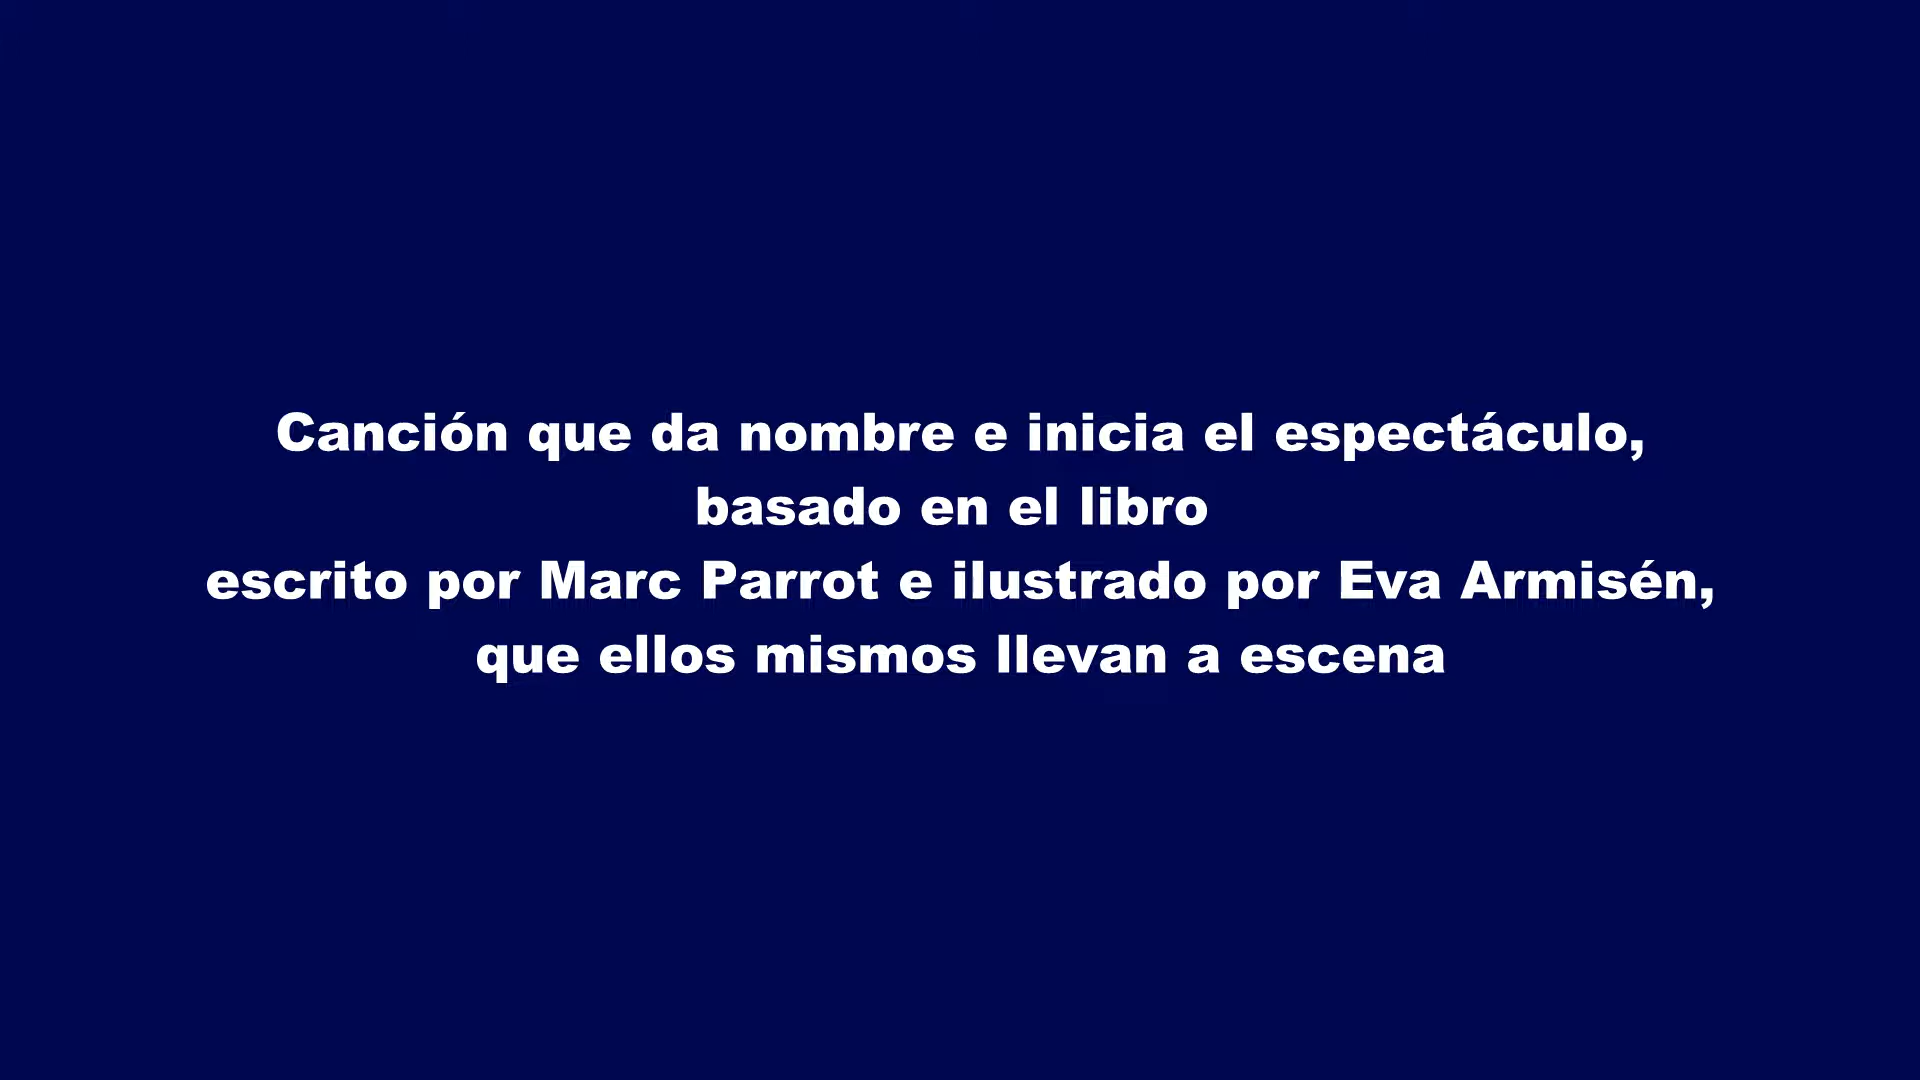 Canción que da nombre e inicia el espectáculo,
basado en el libro
escrito por Marc Parrot e ilustrado por Eva Armisén,
que ellos mismos llevan a escena